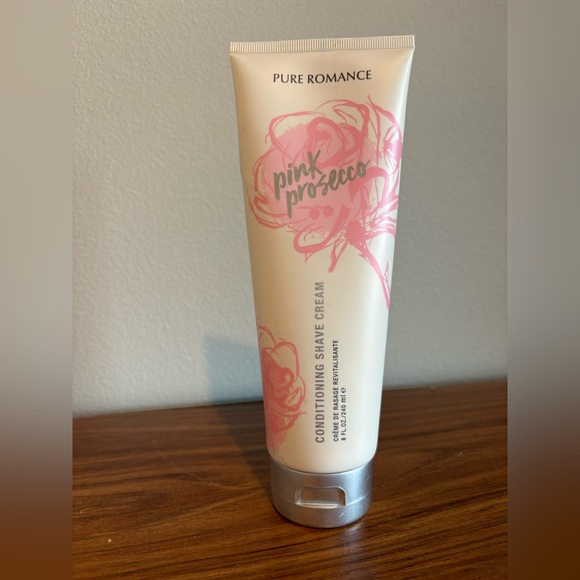 PURE ROMANCE
pink
prosecco
CONDITIONING SHAVE CREAM
CRÈME DE RASAGE REVITALISANTE
8 FL.OZ./240 ml ℮